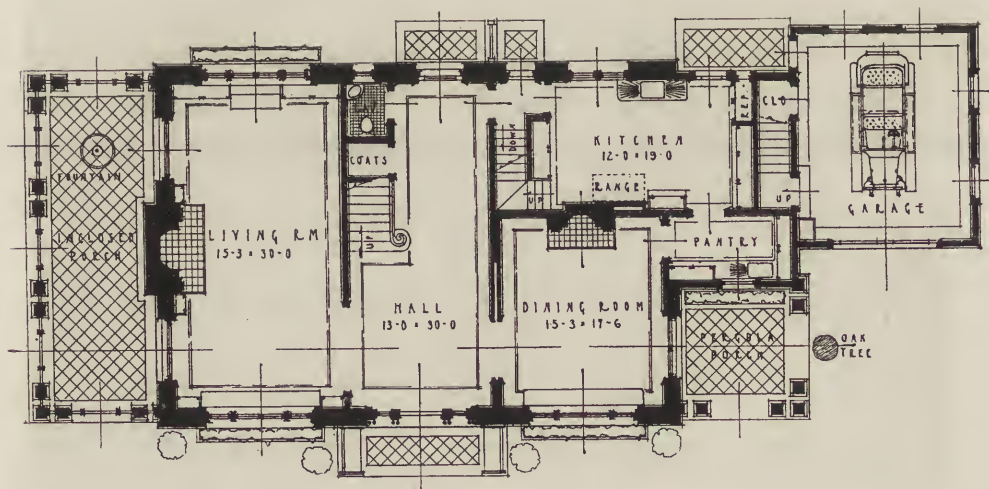 FOUNTAIN
INCLOSED
PORCH
LIVING RM
15-3 = 30-0
COATS
UP
HALL
13-0 = 30-0
DOWN
UP
KITCHEN
12-0 = 19-0
RANGE
REF.
CLO
UP
PANTRY
DINING ROOM
15-3 = 17-6
PERGOLA
PORCH
OAK
TREE
GARAGE